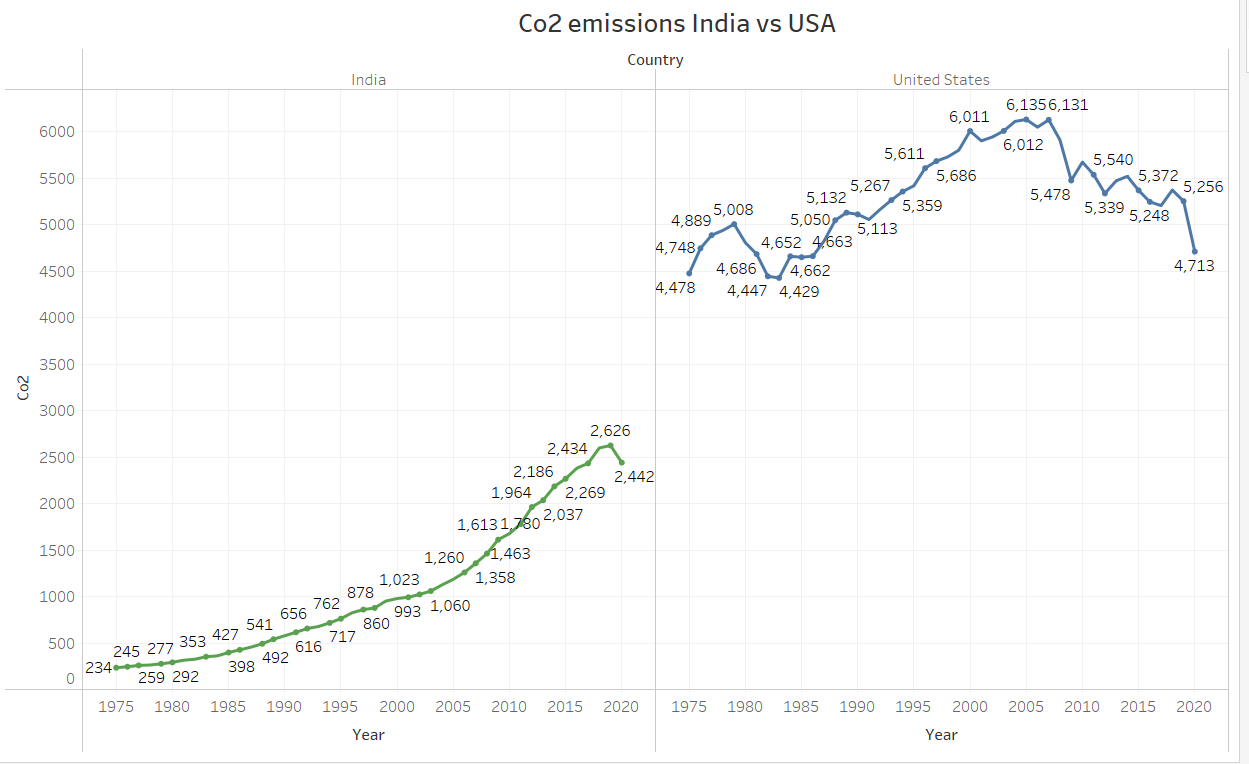 Co2 emissions India vs USA
Country
India United States
6000
5500
5000
4500
4000
3500
3000
2500
2000
1500
1000
500
0
Co2
234 245 259 277 292 353 398 427 492 541 616 656 717 762 860 878 993 1,023 1,060 1,260 1,358 1,463 1,613 1,780 1,964 2,037 2,186 2,269 2,434 2,626 2,442
4,478 4,748 4,889 5,008 4,686 4,447 4,429 4,652 4,662 4,663 5,050 5,132 5,113 5,267 5,359 5,611 5,686 6,011 6,012 6,135 6,131 5,478 5,540 5,339 5,372 5,248 5,256 4,713
1975 1980 1985 1990 1995 2000 2005 2010 2015 2020 1975 1980 1985 1990 1995 2000 2005 2010 2015 2020
Year Year